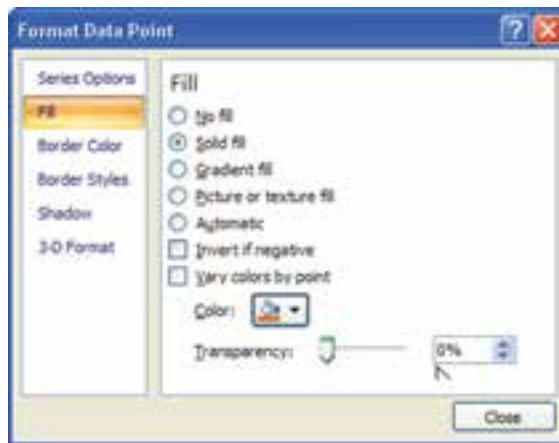 Format Data Point
Series Options
Fill
Border Color
Border Styles
Shadow
3-D Format
Fill
No fill
Solid fill
Gradient fill
Picture or texture fill
Automatic
Invert if negative
Vary colors by point
Color:
Transparency: 0%
Close